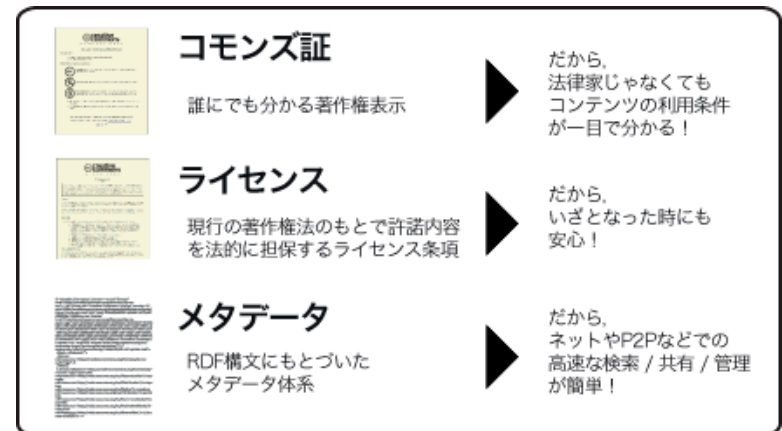 コモンズ証
誰にでも分かる著作権表示
だから,
法律家じゃなくても
コンテンツの利用条件
が一目で分かる！
ライセンス
現行の著作権法のもとで許諾内容
を法的に担保するライセンス条項
だから,
いざとなった時にも
安心！
メタデータ
RDF構文にもとづいた
メタデータ体系
だから,
ネットやP2Pなどでの
高速な検索 / 共有 / 管理
が簡単！